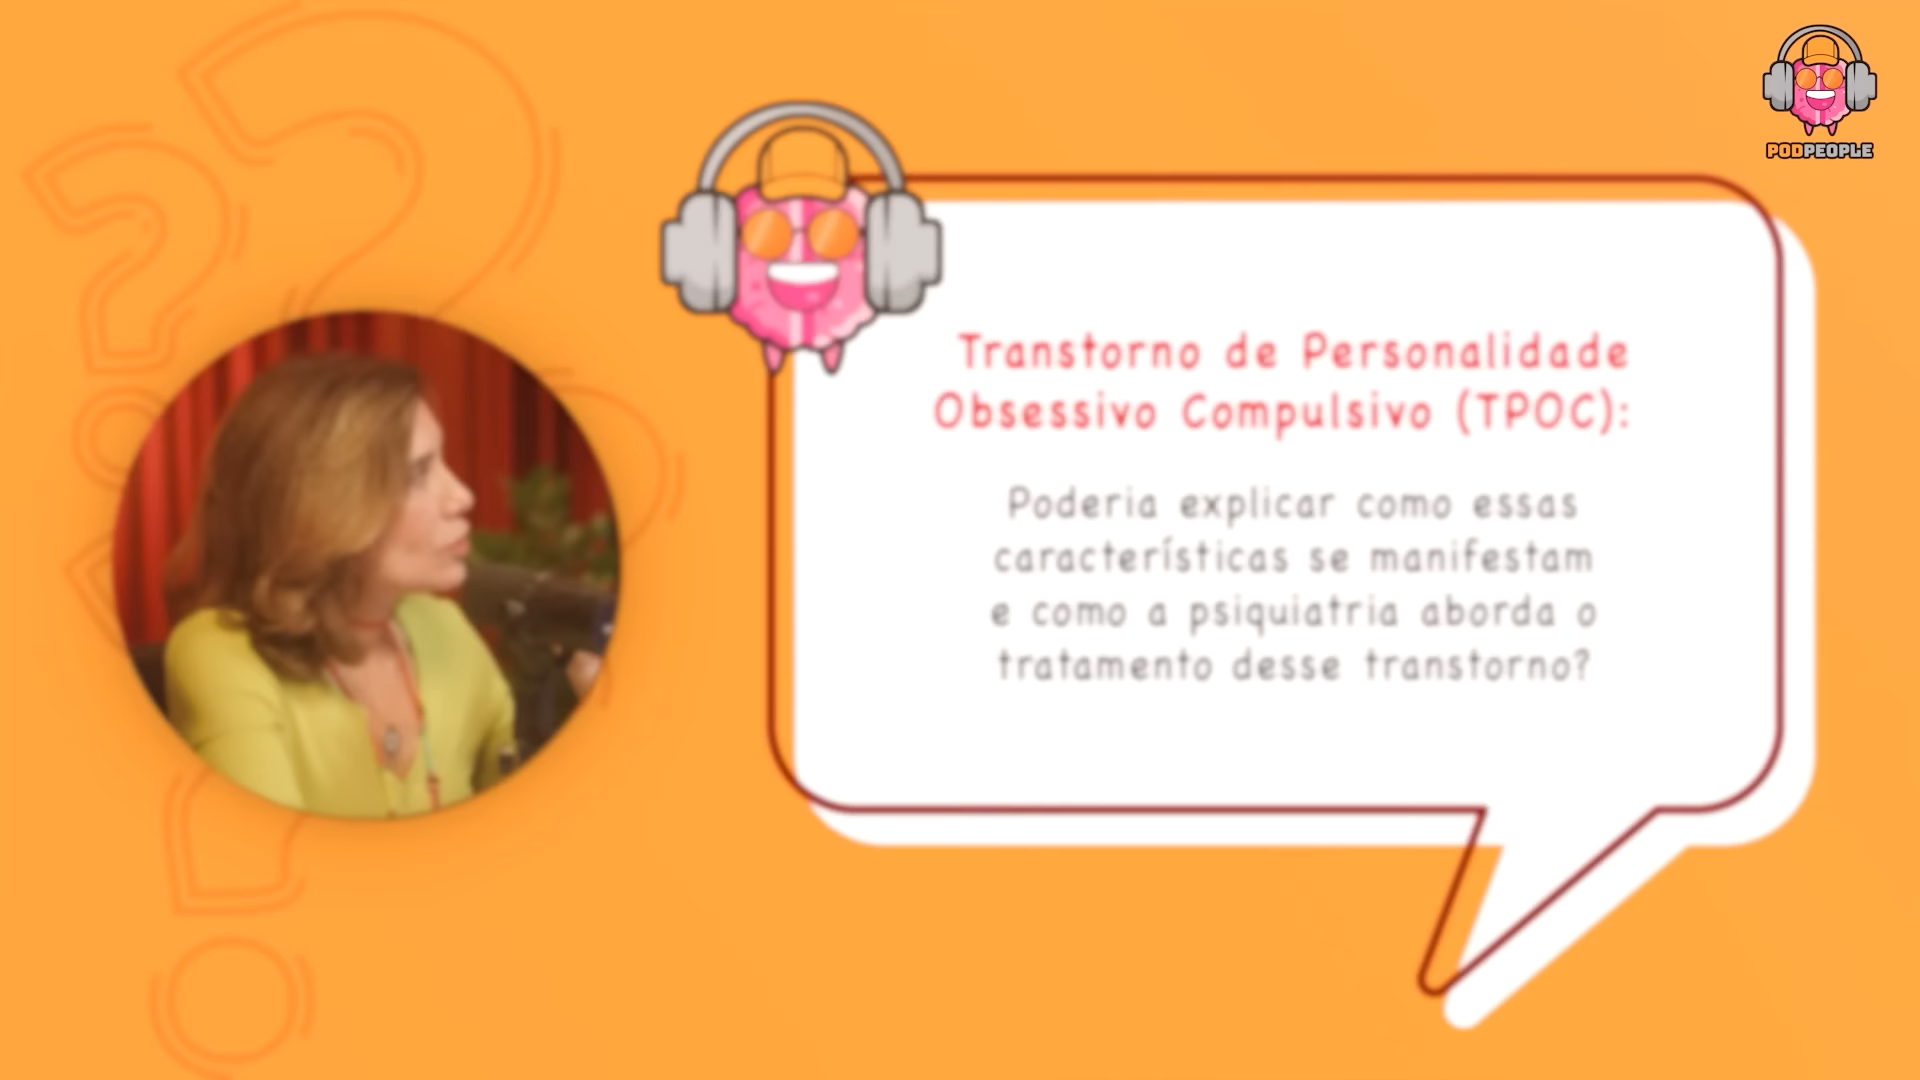 PODPEOPLE
Transtorno de Personalidade
Obsessivo Compulsivo (TPOC):
Poderia explicar como essas
características se manifestam
e como a psiquiatria aborda o
tratamento desse transtorno?